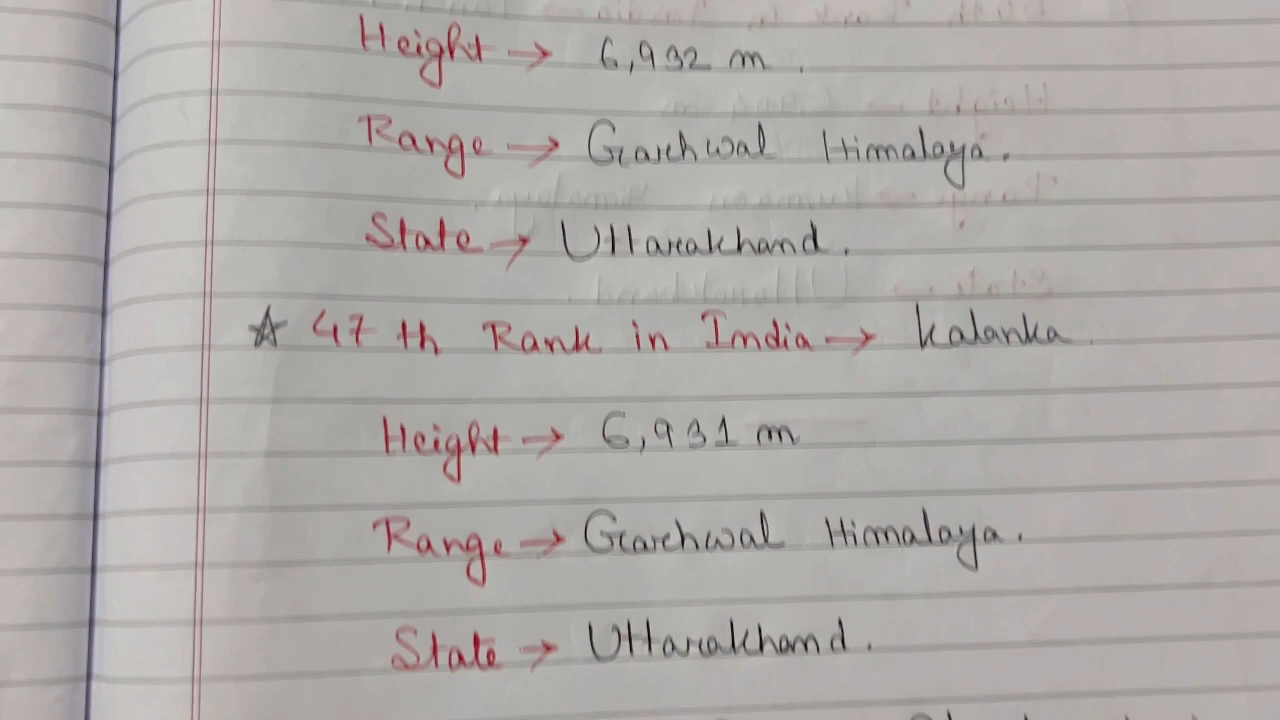 Height → 6,932 m.
Range → Garhwal Himalaya.
State → Uttarakhand.
☆ 47 th Rank in India → Kalanka
Height → 6,931 m
Range → Garhwal Himalaya.
State → Uttarakhand.